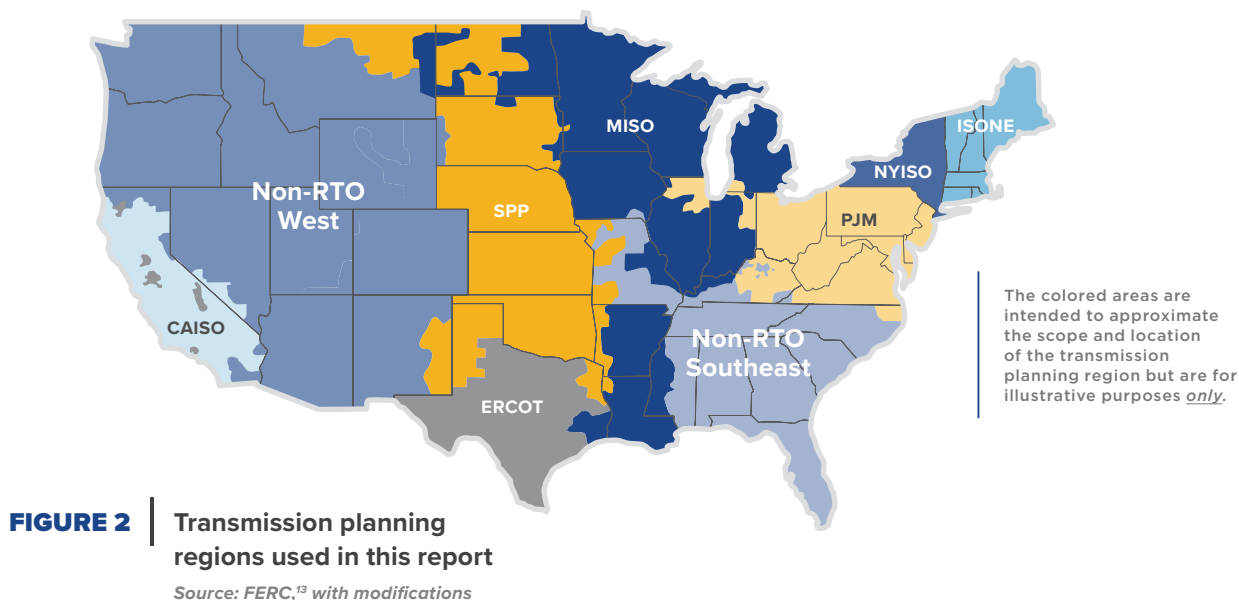 MISO
ISONE
NYISO
Non-RTO
West
SPP
PJM
CAISO
Non-RTO
Southeast
ERCOT
The colored areas are
intended to approximate
the scope and location
of the transmission
planning region but are for
illustrative purposes only.
FIGURE 2
Transmission planning
regions used in this report
Source: FERC,¹³ with modifications